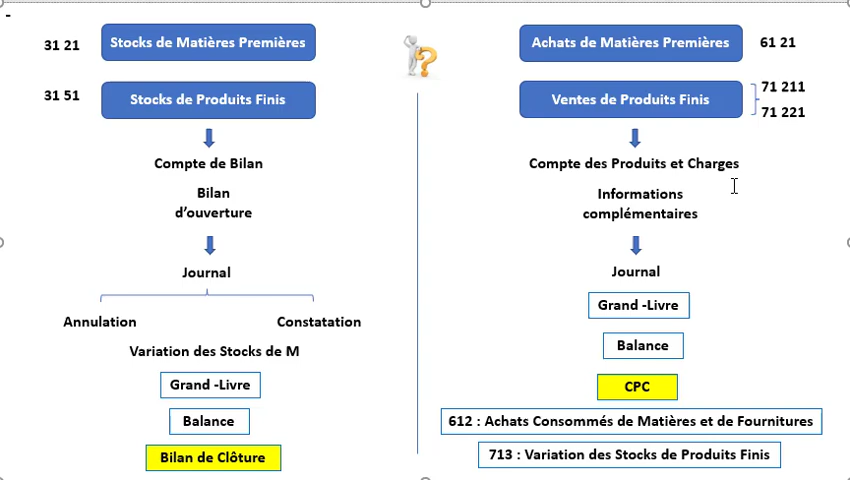 31 21
Stocks de Matières Premières
31 51
Stocks de Produits Finis
Compte de Bilan
Bilan
d’ouverture
Journal
Annulation
Constatation
Variation des Stocks de M
Grand -Livre
Balance
Bilan de Clôture
?
Achats de Matières Premières
61 21
Ventes de Produits Finis
71 211
71 221
Compte des Produits et Charges
Informations
complémentaires
Journal
Grand -Livre
Balance
CPC
612 : Achats Consommés de Matières et de Fournitures
713 : Variation des Stocks de Produits Finis